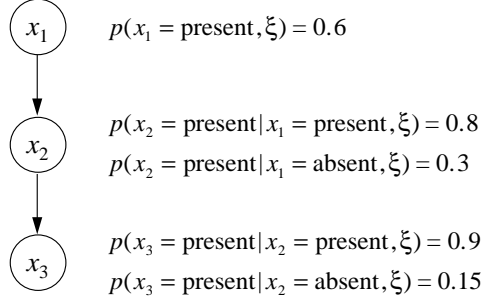 x₁ p(x₁ = present, ξ) = 0.6
x₂ p(x₂ = present|x₁ = present, ξ) = 0.8
p(x₂ = present|x₁ = absent, ξ) = 0.3
x₃ p(x₃ = present|x₂ = present, ξ) = 0.9
p(x₃ = present|x₂ = absent, ξ) = 0.15